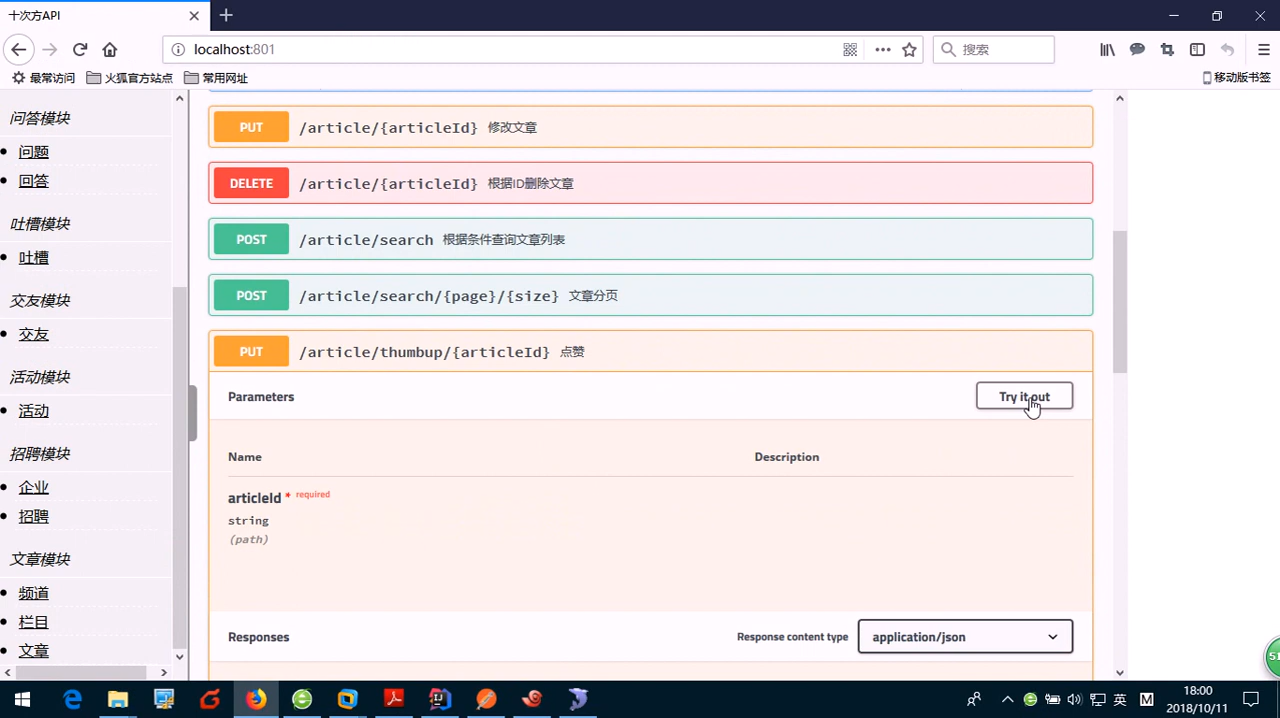 十次方API
localhost:801
搜索
最常访问 火狐官方站点 常用网址 移动版书签
问答模块
问题
回答
吐槽模块
吐槽
交友模块
交友
活动模块
活动
招聘模块
企业
招聘
文章模块
频道
栏目
文章
PUT /article/{articleId} 修改文章
DELETE /article/{articleId} 根据ID删除文章
POST /article/search 根据条件查询文章列表
POST /article/search/{page}/{size} 文章分页
PUT /article/thumbup/{articleId} 点赞
Parameters Try it out
Name Description
articleId * required
string
(path)
Responses Response content type application/json
英 M 18:00
2018/10/11
51